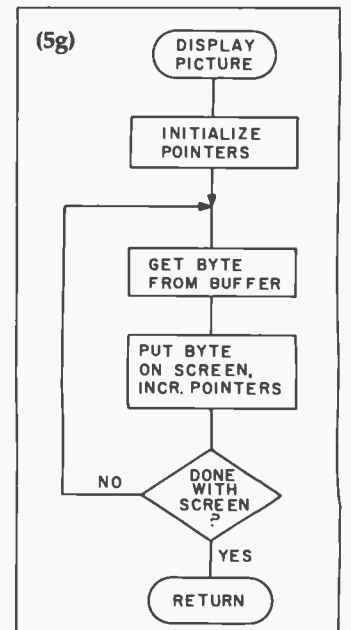 (5g)
DISPLAY
PICTURE
INITIALIZE
POINTERS
GET BYTE
FROM BUFFER
PUT BYTE
ON SCREEN,
INCR. POINTERS
DONE
WITH
SCREEN
?
NO
YES
RETURN